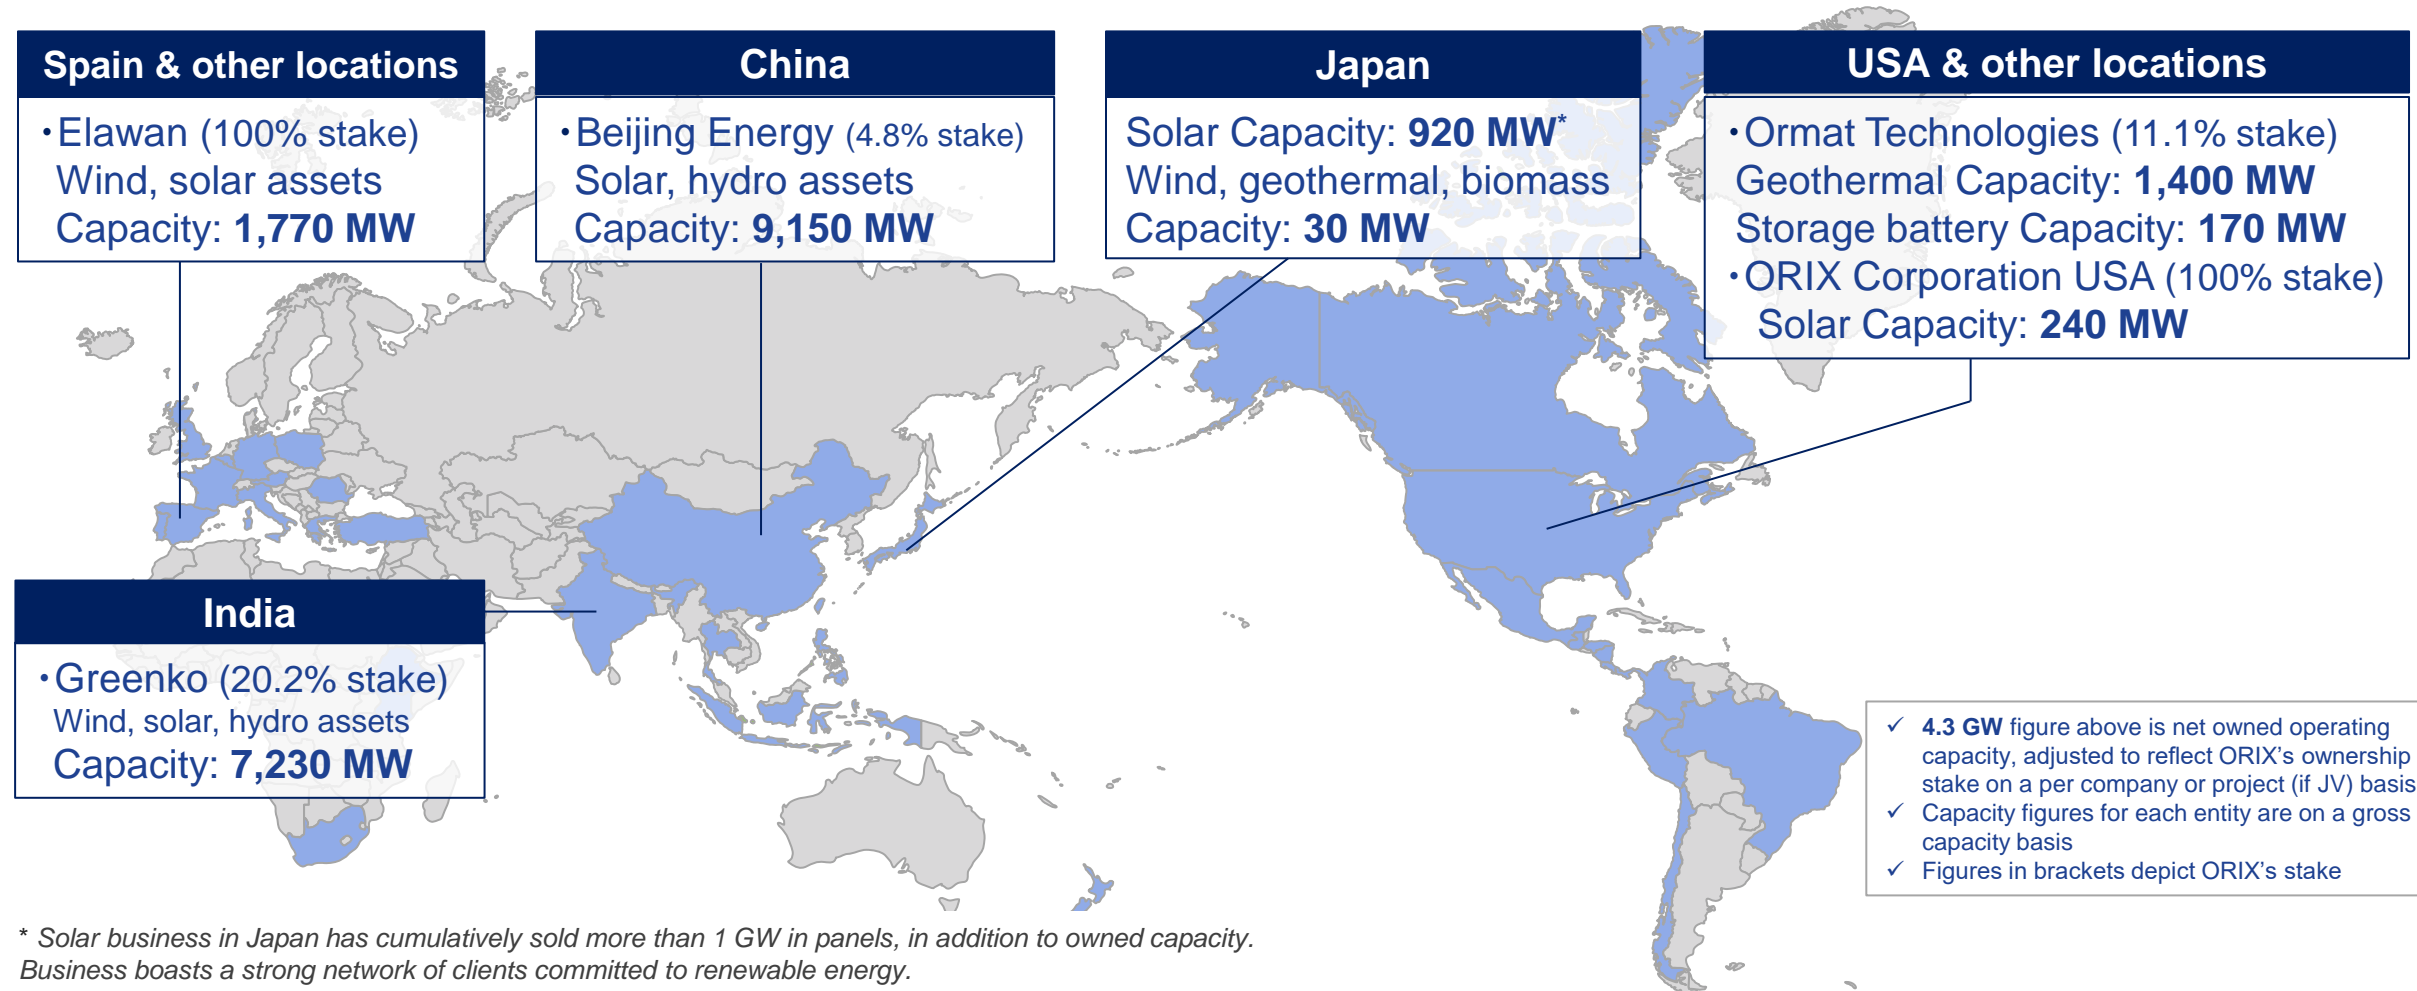 Spain & other locations
・Elawan (100% stake)
Wind, solar assets
Capacity: 1,770 MW
China
・Beijing Energy (4.8% stake)
Solar, hydro assets
Capacity: 9,150 MW
Japan
Solar Capacity: 920 MW*
Wind, geothermal, biomass
Capacity: 30 MW
USA & other locations
・Ormat Technologies (11.1% stake)
Geothermal Capacity: 1,400 MW
Storage battery Capacity: 170 MW
・ORIX Corporation USA (100% stake)
Solar Capacity: 240 MW
India
・Greenko (20.2% stake)
Wind, solar, hydro assets
Capacity: 7,230 MW
✓ 4.3 GW figure above is net owned operating
capacity, adjusted to reflect ORIX’s ownership
stake on a per company or project (if JV) basis
✓ Capacity figures for each entity are on a gross
capacity basis
✓ Figures in brackets depict ORIX’s stake
* Solar business in Japan has cumulatively sold more than 1 GW in panels, in addition to owned capacity.
Business boasts a strong network of clients committed to renewable energy.